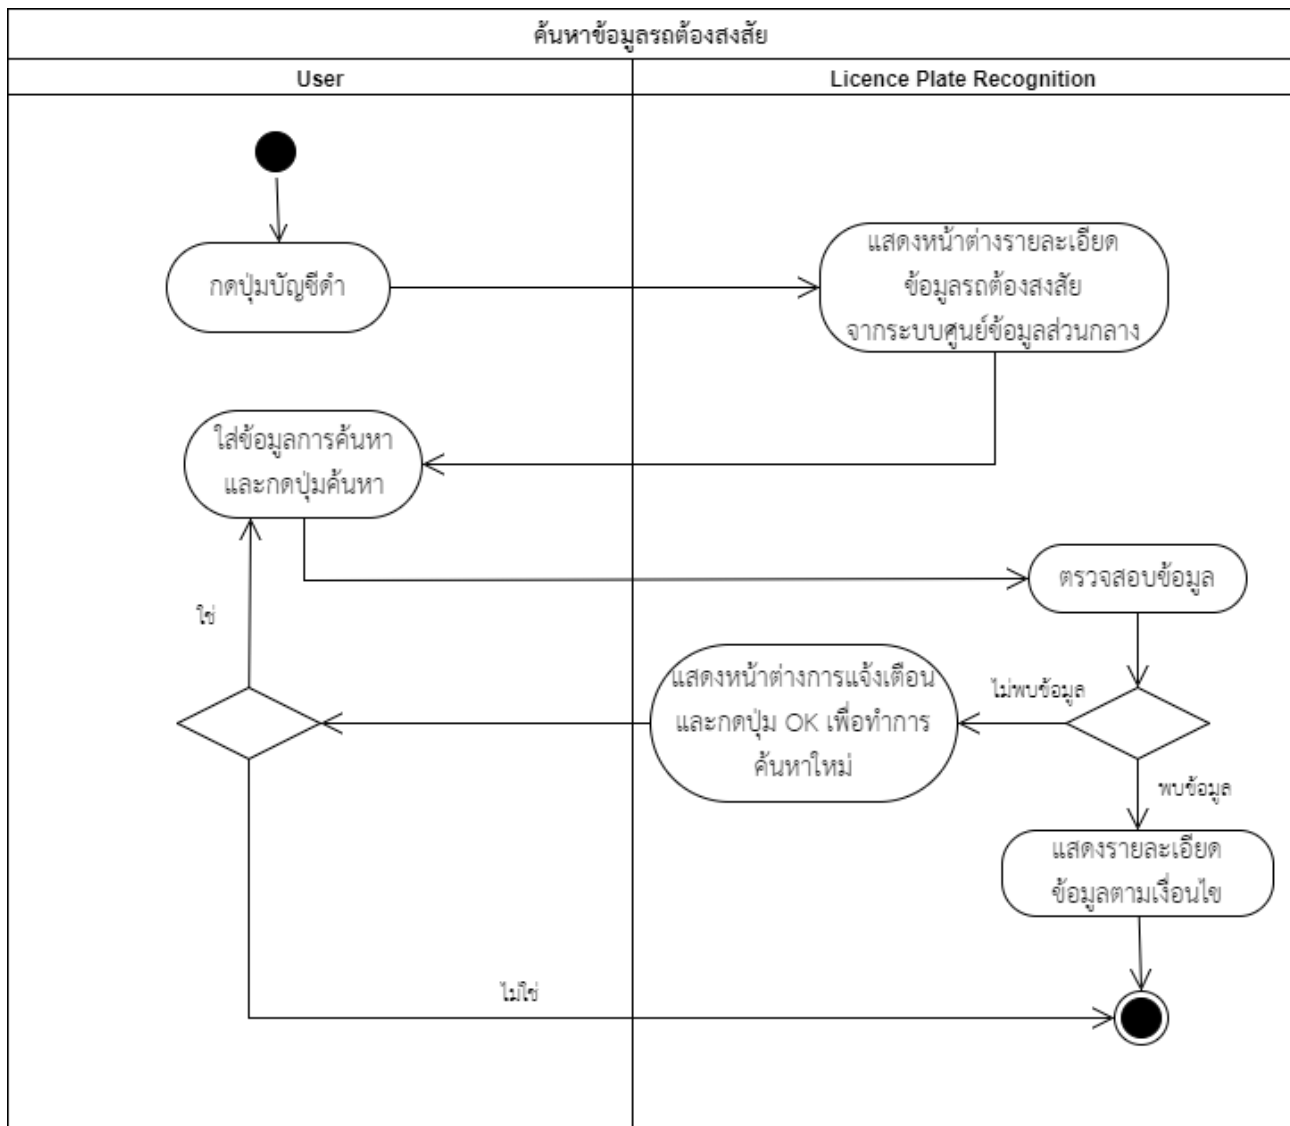 ค้นหาข้อมูลรถต้องสงสัย
User
Licence Plate Recognition
กดปุ่มบัญชีดำ
แสดงหน้าต่างรายละเอียด
ข้อมูลรถต้องสงสัย
จากระบบศูนย์ข้อมูลส่วนกลาง
ใส่ข้อมูลการค้นหา
และกดปุ่มค้นหา
ตรวจสอบข้อมูล
ใช่
แสดงหน้าต่างการแจ้งเตือน
และกดปุ่ม OK เพื่อทำการ
ค้นหาใหม่
ไม่พบข้อมูล
พบข้อมูล
แสดงรายละเอียด
ข้อมูลตามเงื่อนไข
ไม่ใช่